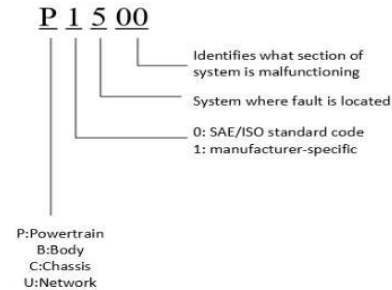 P 1 5 00
Identifies what section of
system is malfunctioning
System where fault is located
0: SAE/ISO standard code
1: manufacturer-specific
P:Powertrain
B:Body
C:Chassis
U:Network